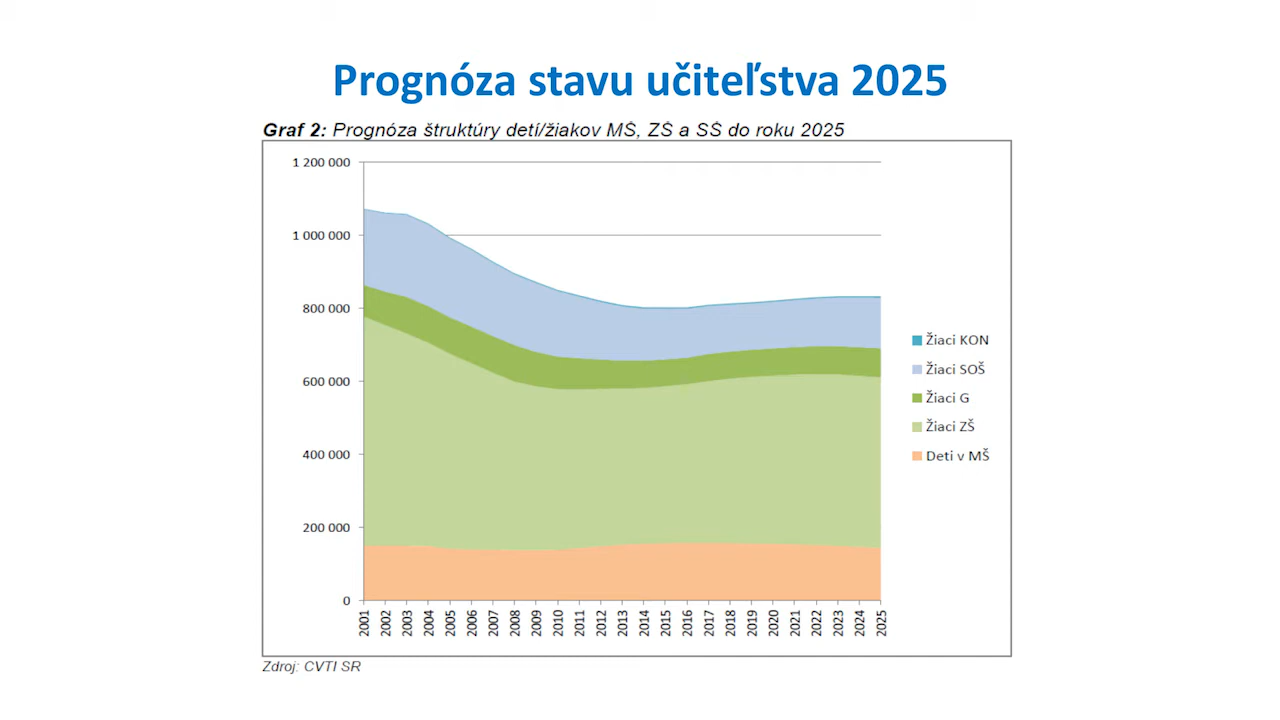 Prognóza stavu učiteľstva 2025
Graf 2: Prognóza štruktúry detí/žiakov MŠ, ZŠ a SŠ do roku 2025
1 200 000
1 000 000
800 000
600 000
400 000
200 000
0
2001 2002 2003 2004 2005 2006 2007 2008 2009 2010 2011 2012 2013 2014 2015 2016 2017 2018 2019 2020 2021 2022 2023 2024 2025
Žiaci KON
Žiaci SOŠ
Žiaci G
Žiaci ZŠ
Deti v MŠ
Zdroj: CVTI SR